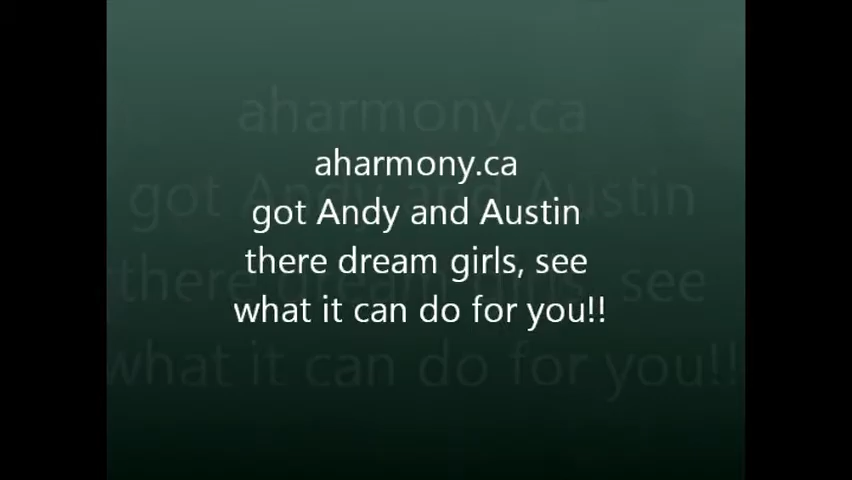 aharmony.ca
got Andy and Austin
there dream girls, see
what it can do for you!!